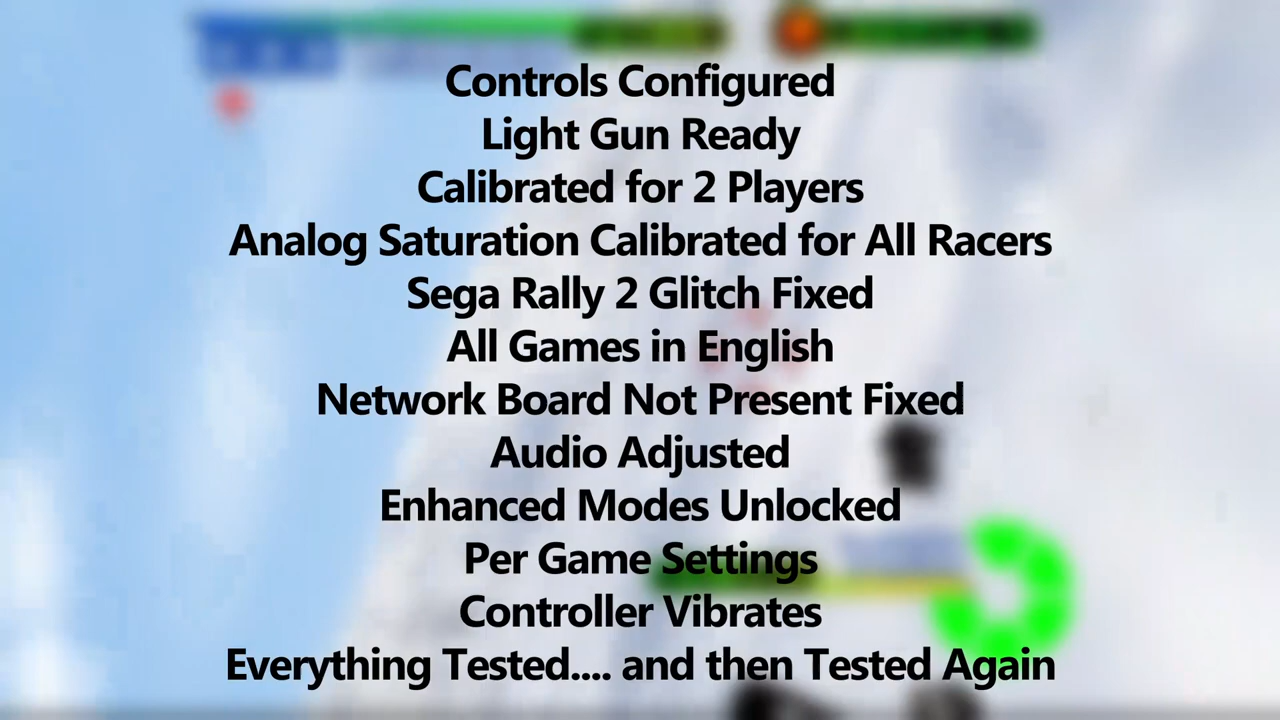 Controls Configured
Light Gun Ready
Calibrated for 2 Players
Analog Saturation Calibrated for All Racers
Sega Rally 2 Glitch Fixed
All Games in English
Network Board Not Present Fixed
Audio Adjusted
Enhanced Modes Unlocked
Per Game Settings
Controller Vibrates
Everything Tested.... and then Tested Again